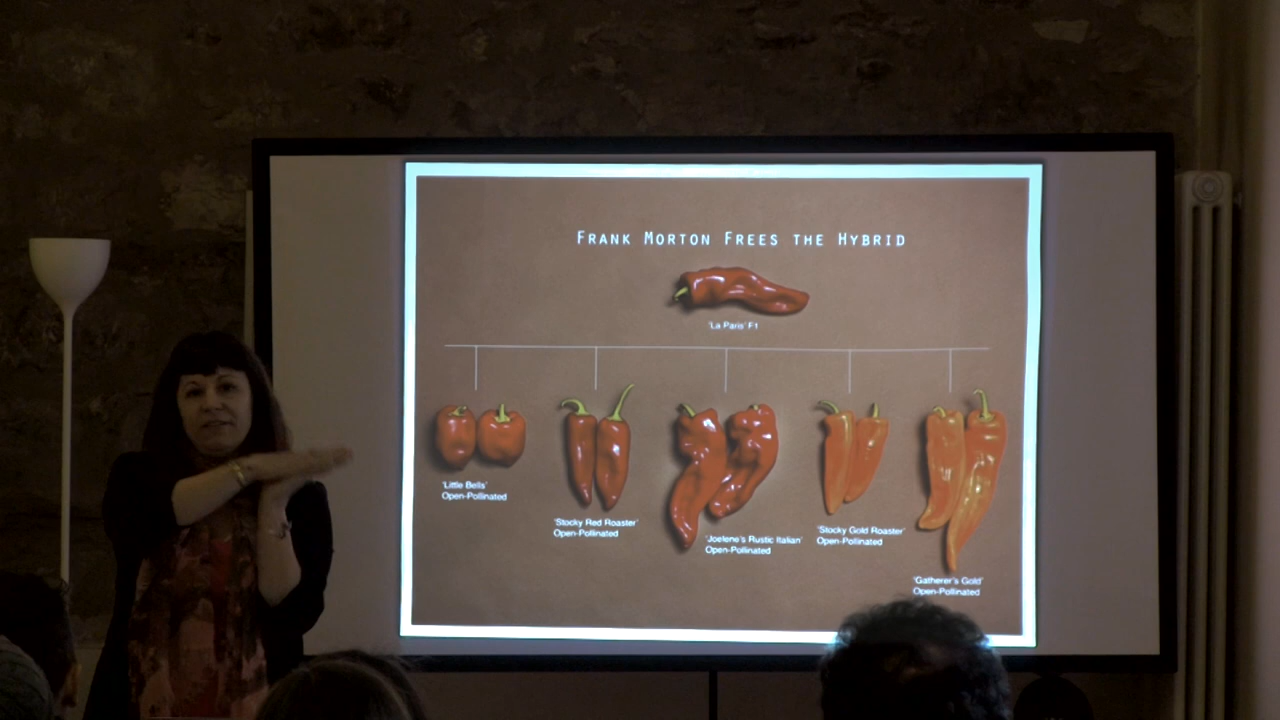 Frank Morton Frees the Hybrid
'La Paris' F1
'Little Bells'
Open-Pollinated
'Stocky Red Roaster'
Open-Pollinated
'Joelene's Rustic Italian'
Open-Pollinated
'Stocky Gold Roaster'
Open-Pollinated
'Gatherer's Gold'
Open-Pollinated